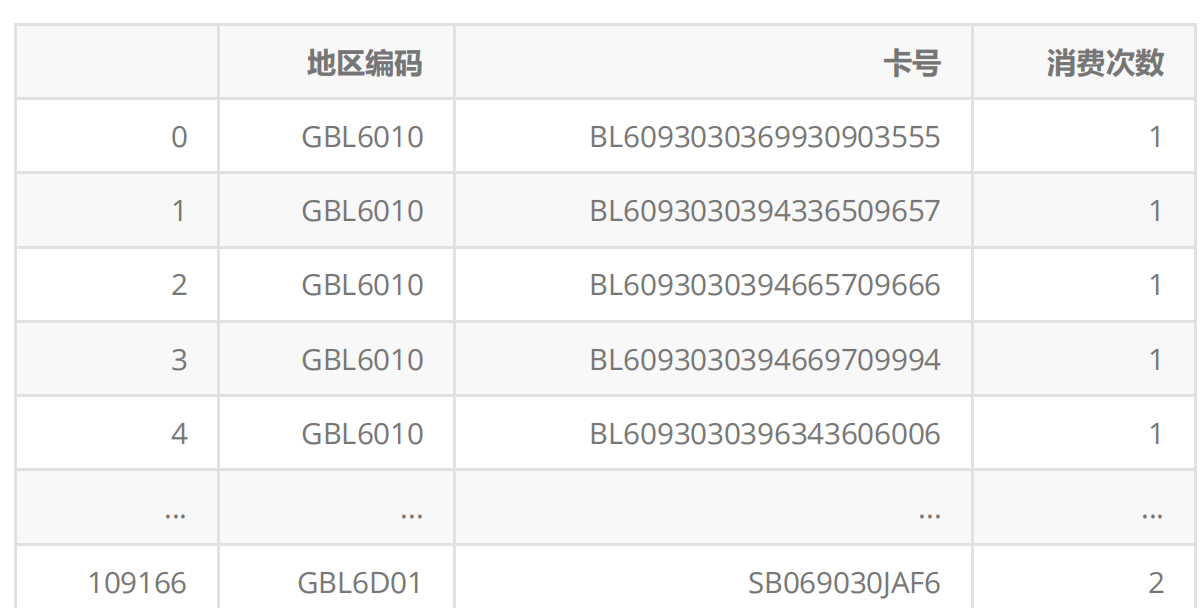 地区编码 卡号 消费次数
0 GBL6010 BL6093030369930903555 1
1 GBL6010 BL6093030394336509657 1
2 GBL6010 BL6093030394665709666 1
3 GBL6010 BL6093030394669709994 1
4 GBL6010 BL6093030396343606006 1
... ... ... ...
109166 GBL6D01 SB069030JAF6 2